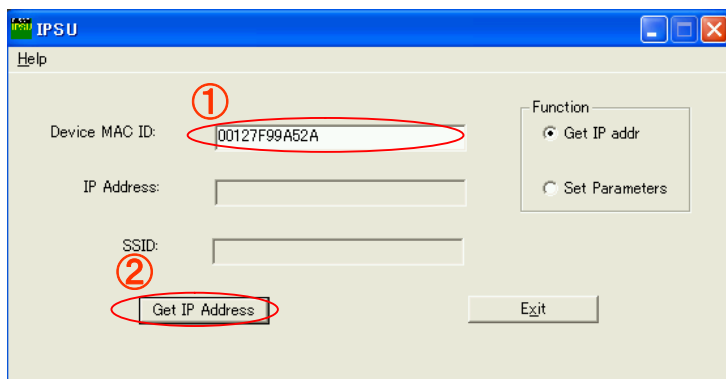 IPSU
Help
①
Device MAC ID: 00127F99A52A
Function
Get IP addr
IP Address:
Set Parameters
SSID:
②
Get IP Address
Exit